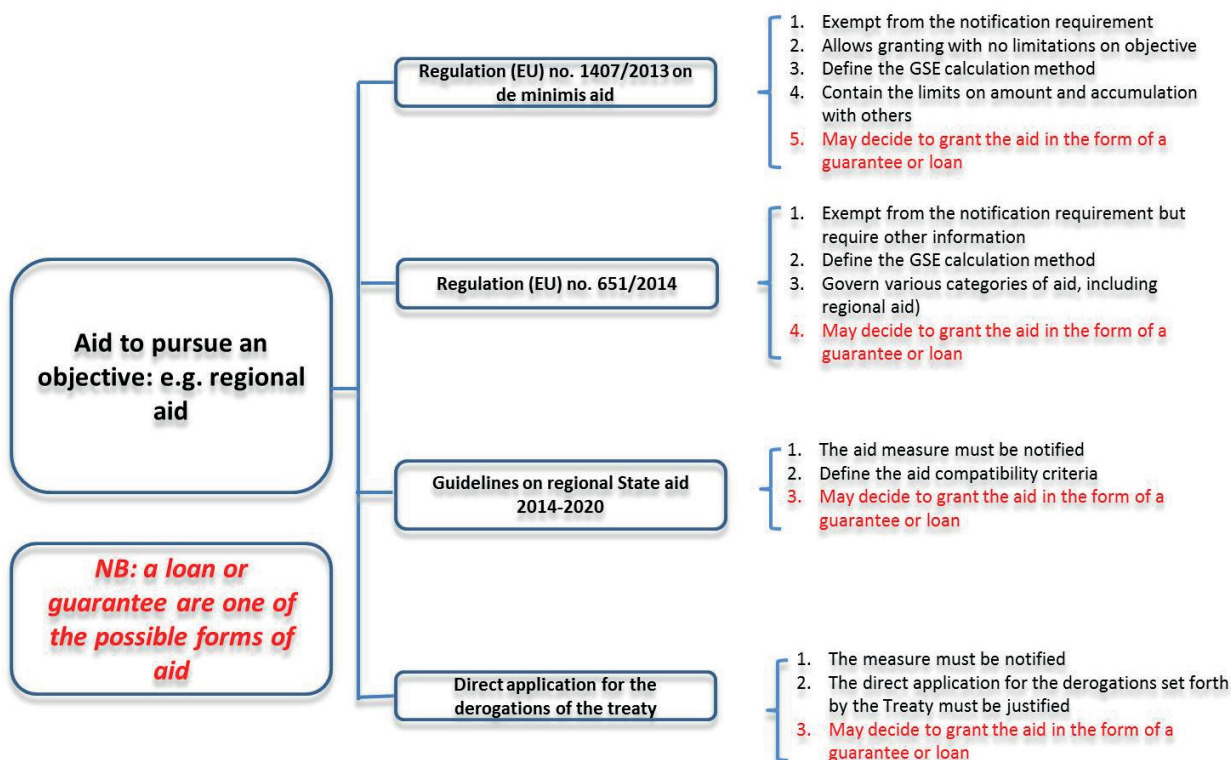 Aid to pursue an
objective: e.g. regional
aid
NB: a loan or
guarantee are one of
the possible forms of
aid
Regulation (EU) no. 1407/2013 on
de minimis aid
1. Exempt from the notification requirement
2. Allows granting with no limitations on objective
3. Define the GSE calculation method
4. Contain the limits on amount and accumulation
with others
5. May decide to grant the aid in the form of a
guarantee or loan
Regulation (EU) no. 651/2014
1. Exempt from the notification requirement but
require other information
2. Define the GSE calculation method
3. Govern various categories of aid, including
regional aid)
4. May decide to grant the aid in the form of a
guarantee or loan
Guidelines on regional State aid
2014-2020
1. The aid measure must be notified
2. Define the aid compatibility criteria
3. May decide to grant the aid in the form of a
guarantee or loan
Direct application for the
derogations of the treaty
1. The measure must be notified
2. The direct application for the derogations set forth
by the Treaty must be justified
3. May decide to grant the aid in the form of a
guarantee or loan